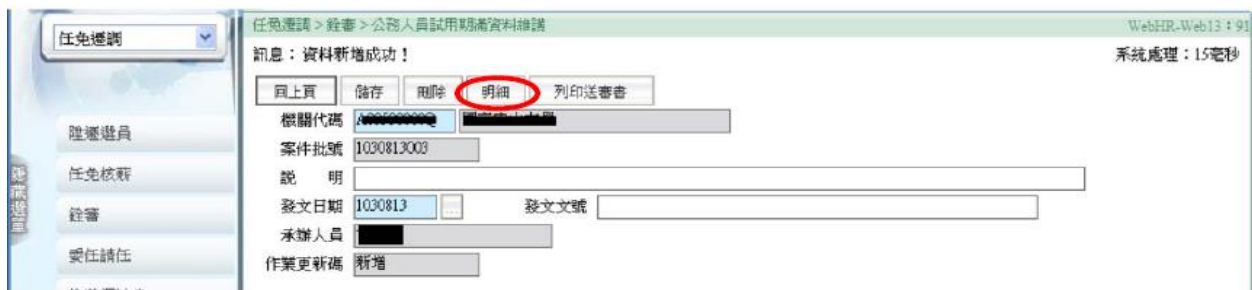 任免遷調
任免遷調 > 銓審 > 公務人員試用期滿資料維護
WebHR-Web13：91
訊息：資料新增成功！
系統處理：15毫秒
回上頁 儲存 刪除 明細 列印送審書
機關代碼
案件批號 1030813003
說 明
發文日期 1030813 ... 發文文號
承辦人員
作業更新碼 新增
隱藏選單
陞遷選員
任免核薪
銓審
委任請任